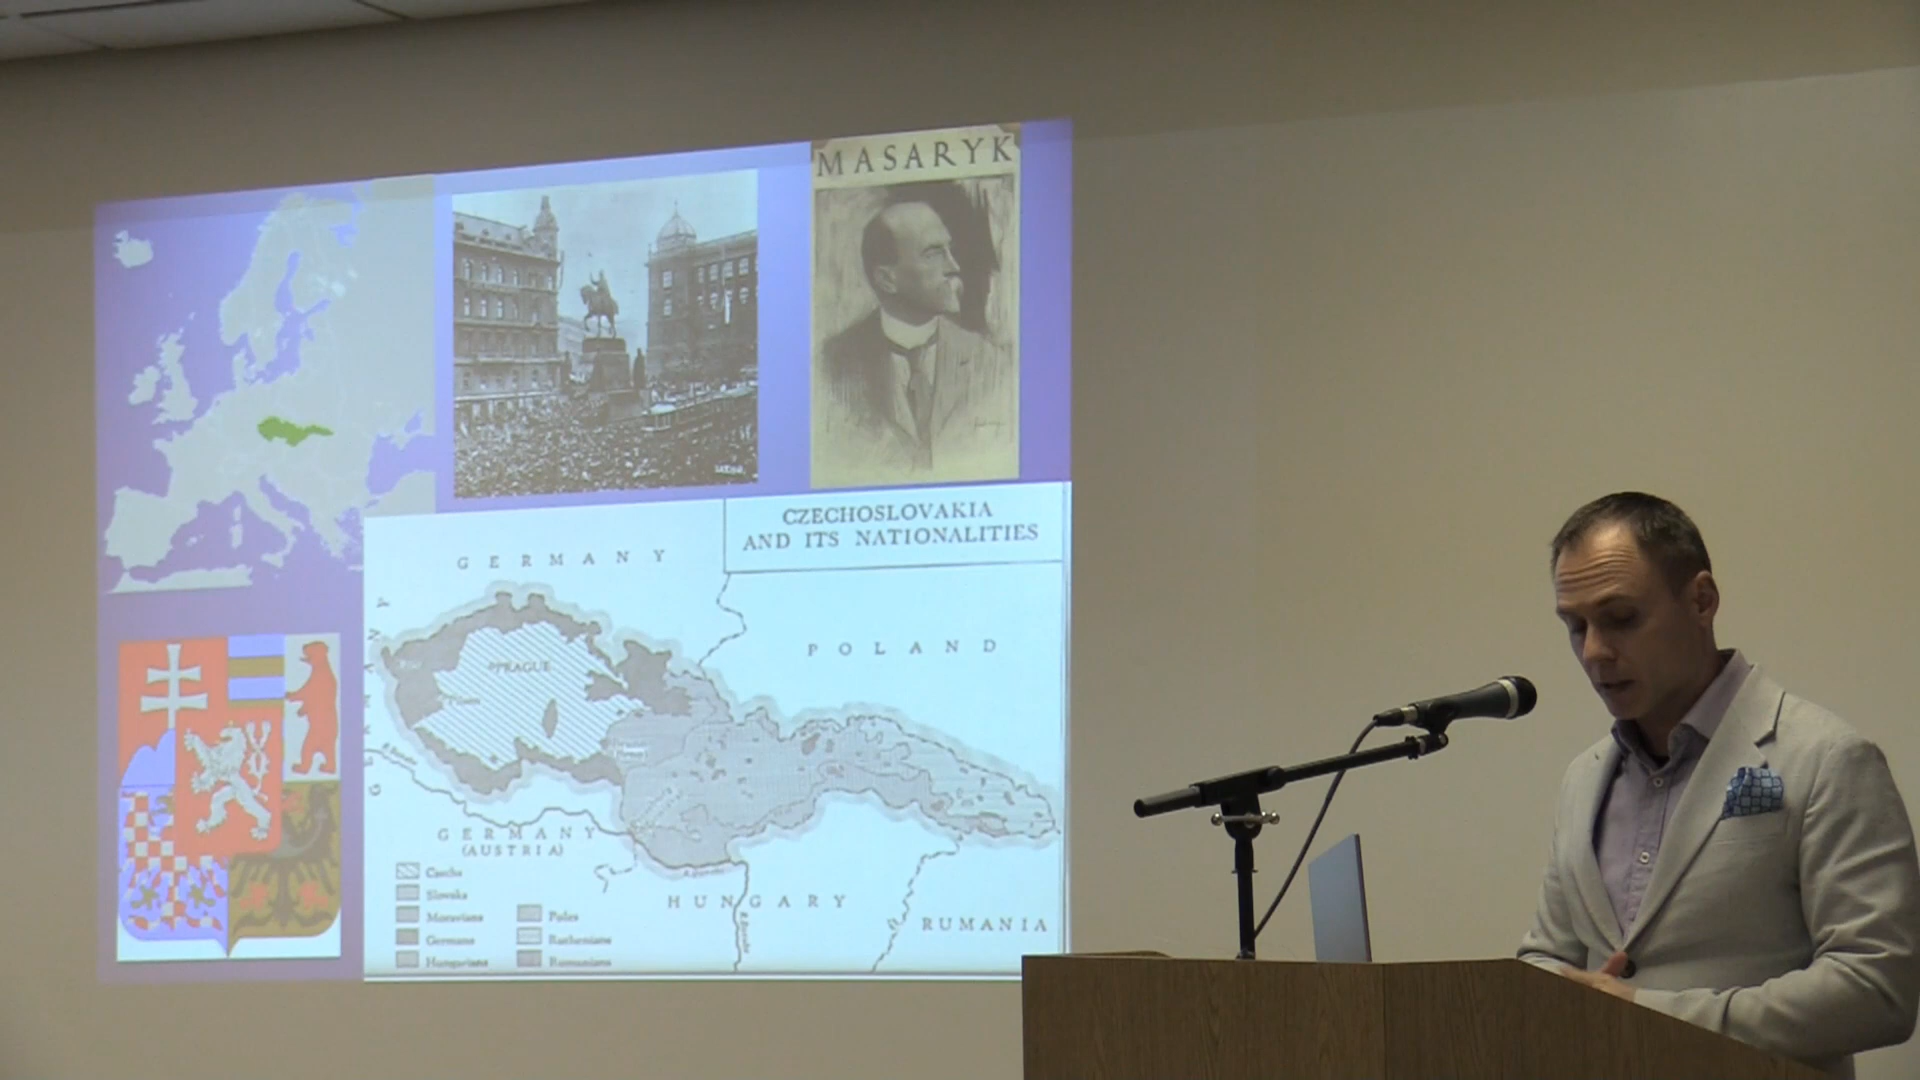 MASARYK
CZECHOSLOVAKIA
AND ITS NATIONALITIES
GERMANY
POLAND
PRAGUE
GERMANY
(AUSTRIA)
HUNGARY
RUMANIA
Czechs
Slovaks
Moravians
Germans
Hungarians
Poles
Ruthenians
Rumanians